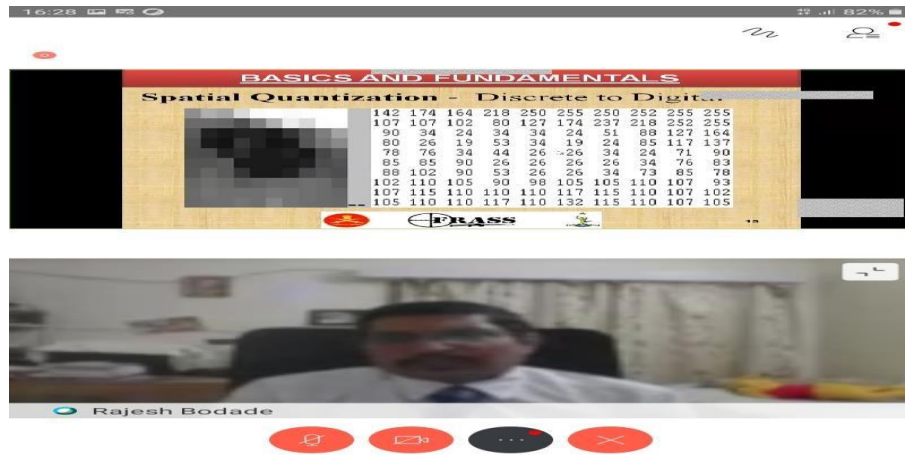 16:28
82%
BASICS AND FUNDAMENTALS
Spatial Quantization - Discrete to Digit...
142 174 164 218 250 255 250 252 255 255
107 107 102 80 127 174 237 218 252 255
90 34 24 34 34 24 51 88 127 164
80 26 19 53 34 19 24 85 117 137
78 76 34 44 26 26 34 24 71 90
85 85 90 26 26 26 26 34 76 83
88 102 90 53 26 26 34 73 85 78
102 110 105 90 98 105 105 110 107 93
107 115 110 110 110 117 115 110 107 102
105 110 110 117 110 132 115 110 107 105
FRASS
15
Rajesh Bodade